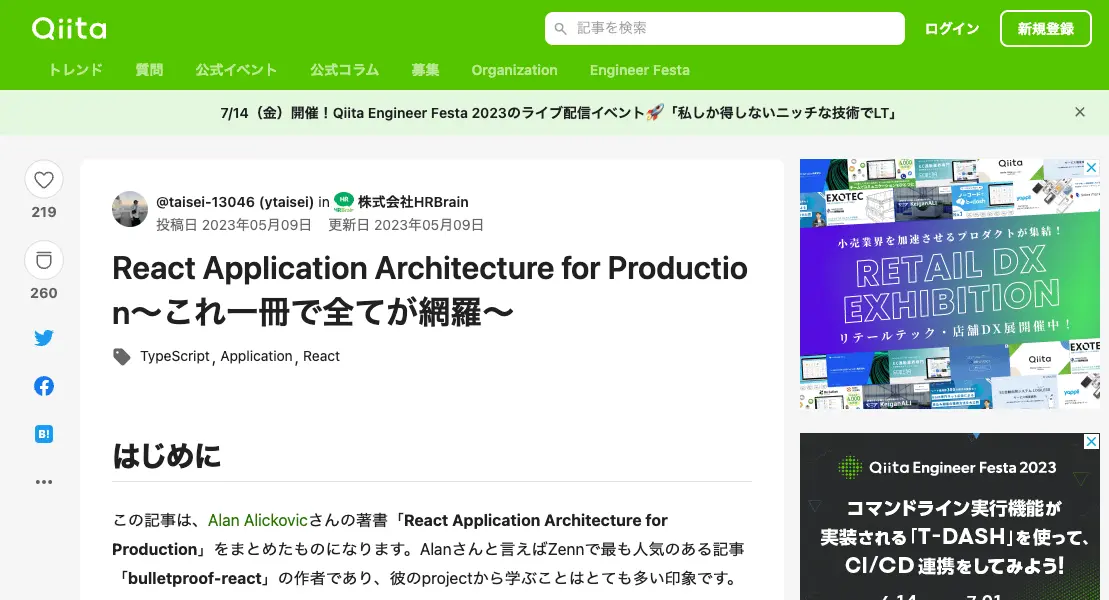 Qiita
記事を検索
ログイン
新規登録
トレンド 質問 公式イベント 公式コラム 募集 Organization Engineer Festa
7/14（金）開催！Qiita Engineer Festa 2023のライブ配信イベント🚀「私しか得しないニッチな技術でLT」
219
260
B!
@taisei-13046 (ytaisei) in 株式会社HRBrain
投稿日 2023年05月09日 更新日 2023年05月09日
React Application Architecture for Productio
n〜これ一冊で全てが網羅〜
TypeScript, Application, React
はじめに
この記事は、Alan Alickovicさんの著書「React Application Architecture for
Production」をまとめたものになります。Alanさんと言えばZennで最も人気のある記事
「bulletproof-react」の作者であり、彼のprojectから学ぶことはとても多い印象です。
Qiita
EXOTEC
小売業界を加速させるプロダクトが集結！
RETAIL DX
EXHIBITION
リテールテック・店舗DX展開催中！
EXOTE
Qiita
KeiganALI
yappli
Qiita Engineer Festa 2023
コマンドライン実行機能が
実装される「T-DASH」を使って、
CI/CD 連携をしてみよう!